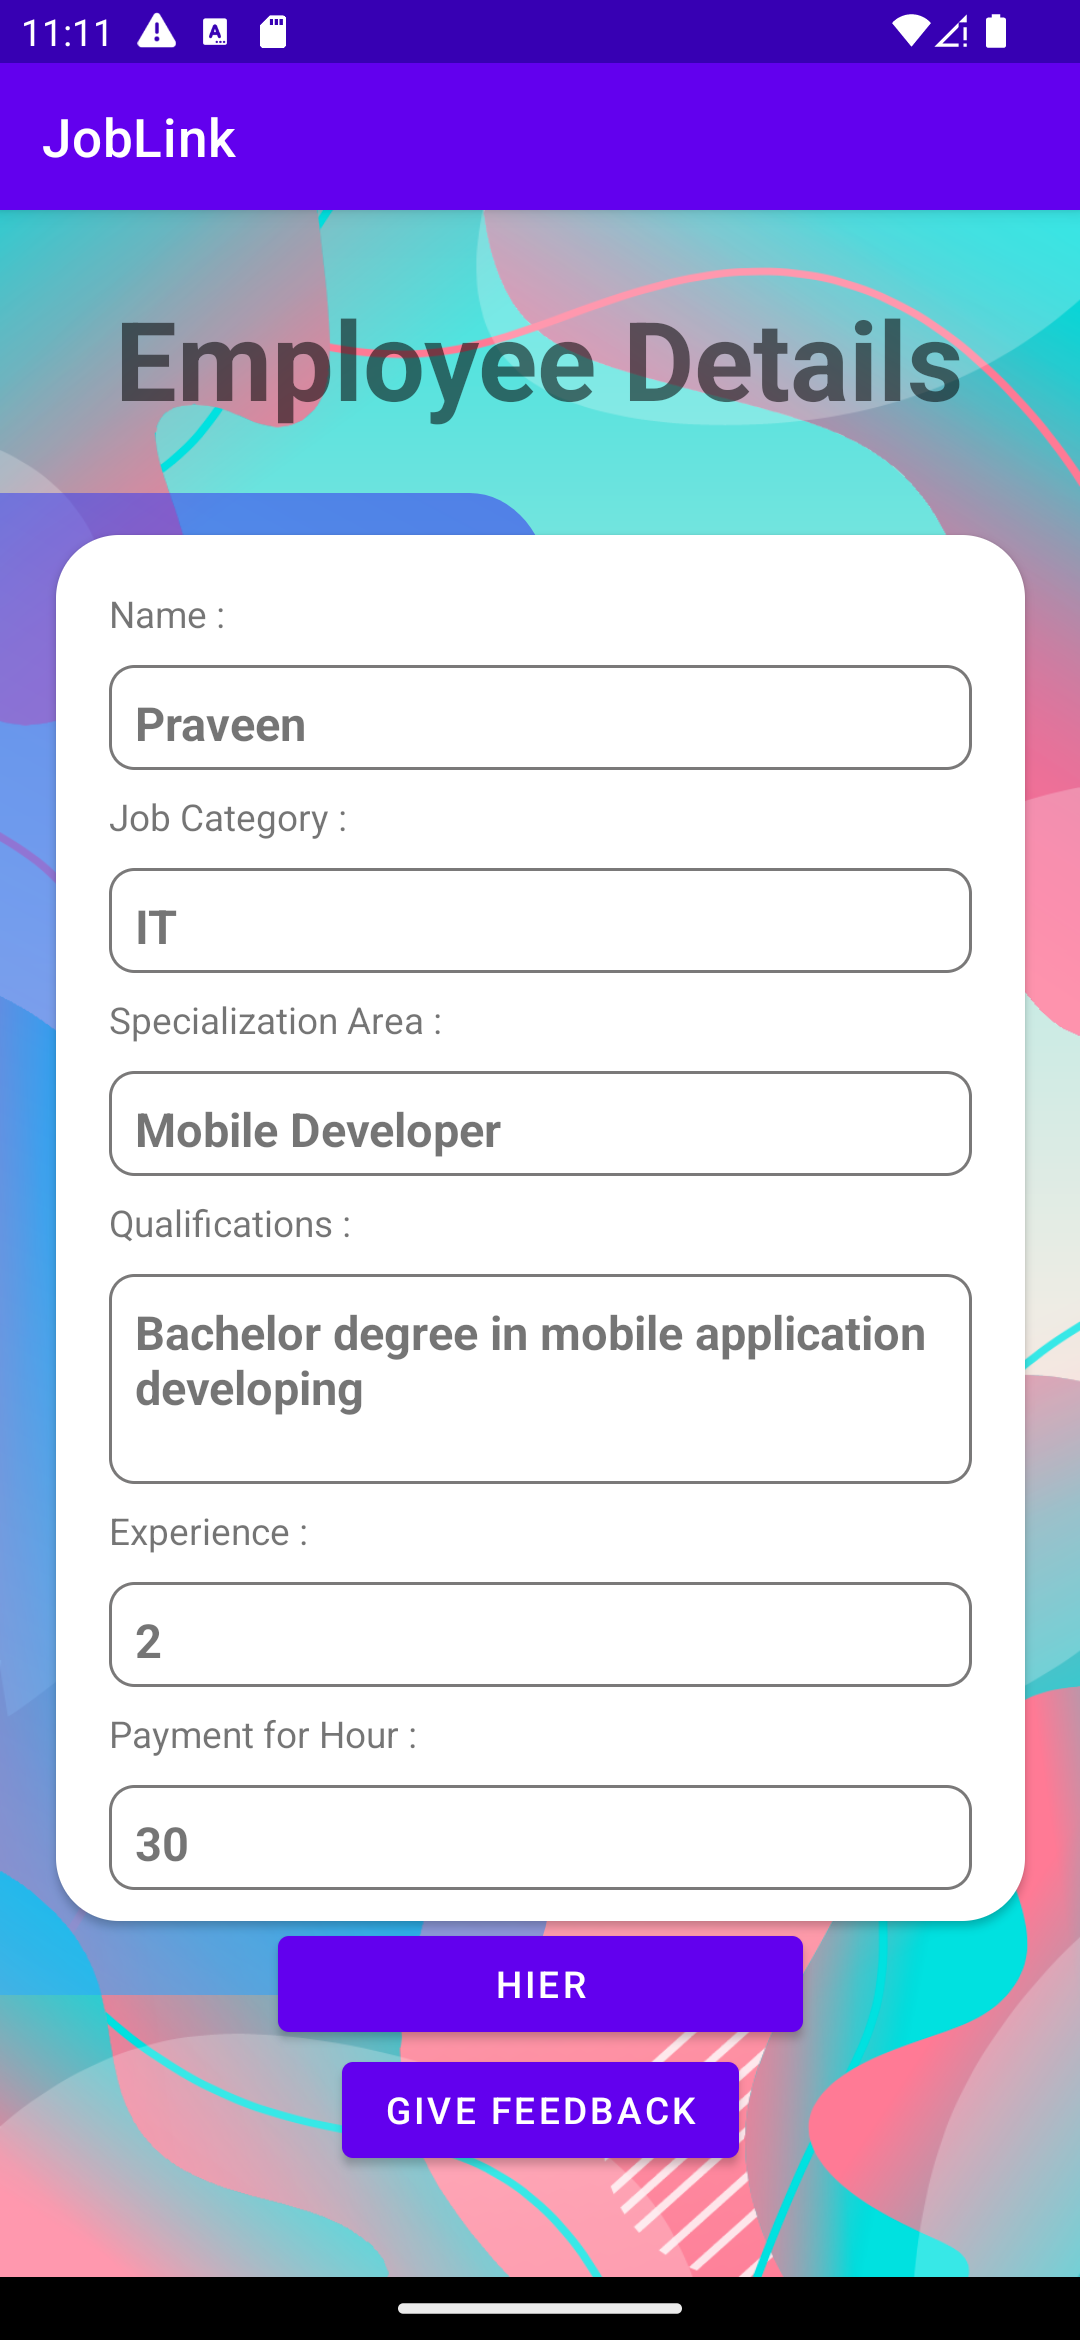 11:11
JobLink
Employee Details
Name :
Praveen
Job Category :
IT
Specialization Area :
Mobile Developer
Qualifications :
Bachelor degree in mobile application
developing
Experience :
2
Payment for Hour :
30
HIER
GIVE FEEDBACK